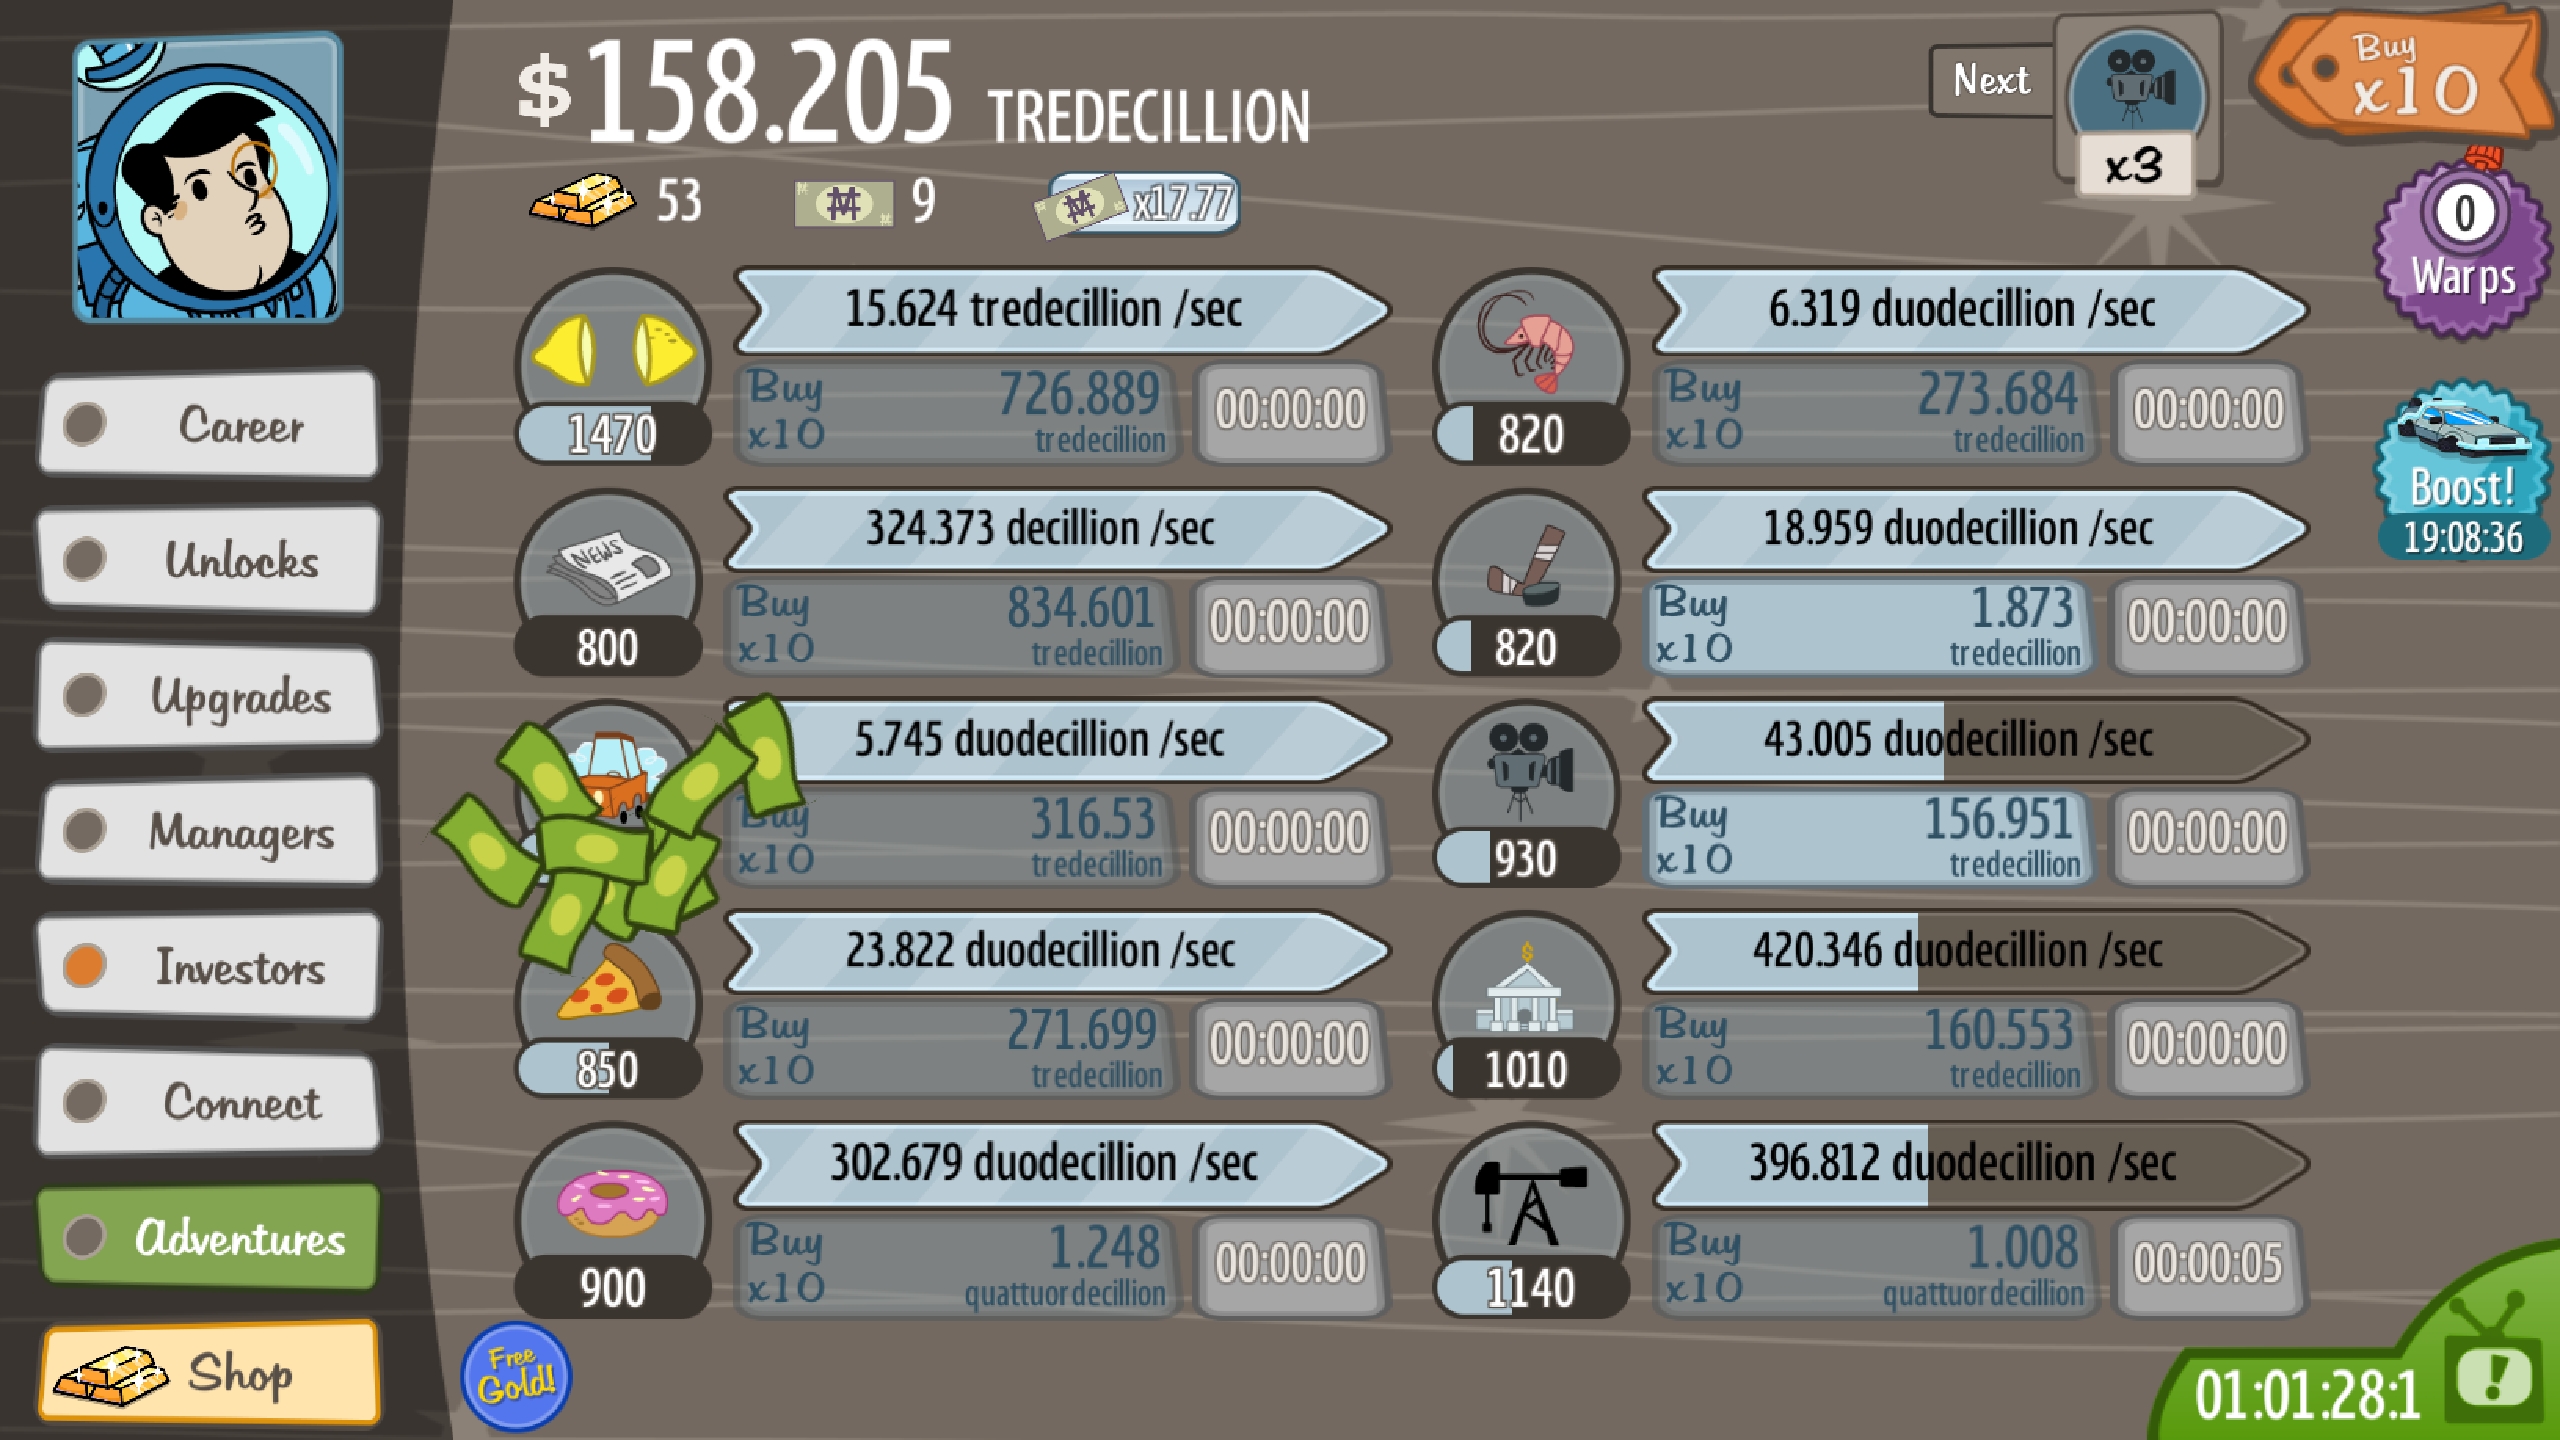 $158.205 TREDECILLION
53
9
x17.77
Next
x3
Buy
x10
0
Warps
Boost!
19:08:36
Career
Unlocks
Upgrades
Managers
Investors
Connect
Adventures
Shop
15.624 tredecillion /sec
1470
Buy
x10
726.889
tredecillion
00:00:00
6.319 duodecillion /sec
820
Buy
x10
273.684
tredecillion
00:00:00
NEWS
324.373 decillion /sec
800
Buy
x10
834.601
tredecillion
00:00:00
18.959 duodecillion /sec
820
Buy
x10
1.873
tredecillion
00:00:00
5.745 duodecillion /sec
Buy
x10
316.53
tredecillion
00:00:00
43.005 duodecillion /sec
930
Buy
x10
156.951
tredecillion
00:00:00
23.822 duodecillion /sec
850
Buy
x10
271.699
tredecillion
00:00:00
$
420.346 duodecillion /sec
1010
Buy
x10
160.553
tredecillion
00:00:00
302.679 duodecillion /sec
900
Buy
x10
1.248
quattuordecillion
00:00:00
396.812 duodecillion /sec
1140
Buy
x10
1.008
quattuordecillion
00:00:05
Free
Gold!
01:01:28:1
!